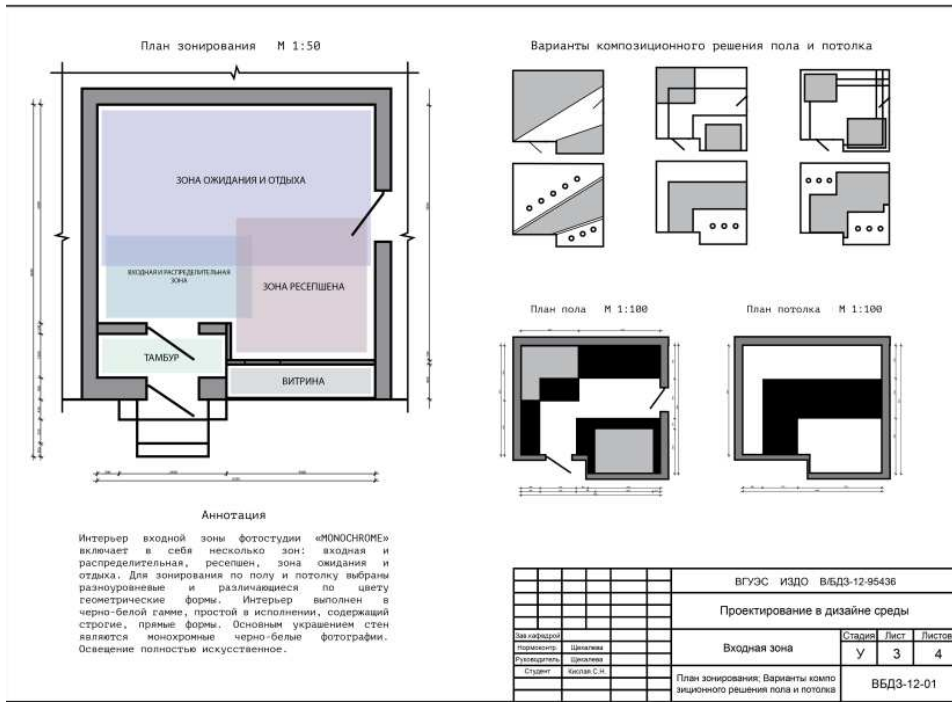 План зонирования М 1:50
Варианты композиционного решения пола и потолка
ЗОНА ОЖИДАНИЯ И ОТДЫХА
ВХОДНАЯ И РАСПРЕДЕЛИТЕЛЬНАЯ
ЗОНА
ЗОНА РЕСЕПШЕНА
ТАМБУР
ВИТРИНА
План пола М 1:100
План потолка М 1:100
Аннотация
Интерьер входной зоны фотостудии «MONOCHROME»
включает в себя несколько зон: входная и
распределительная, ресепшен, зона ожидания и
отдыха. Для зонирования по полу и потолку выбраны
разноуровневые и различающиеся по цвету
геометрические формы. Интерьер выполнен в
черно-белой гамме, простой в исполнении, содержащий
строгие, прямые формы. Основным украшением стен
являются монохромные черно-белые фотографии.
Освещение полностью искусственное.
ВГУЭС ИЗДО В/БДЗ-12-95436
Проектирование в дизайне среды
Зав.кафедрой
Нормоконтр. Щекалева
Руководитель Щекалева
Студент Кислая С.Н.
Входная зона
Стадия Лист Листов
У 3 4
План зонирования; Варианты компо
зиционного решения пола и потолка
ВБДЗ-12-01